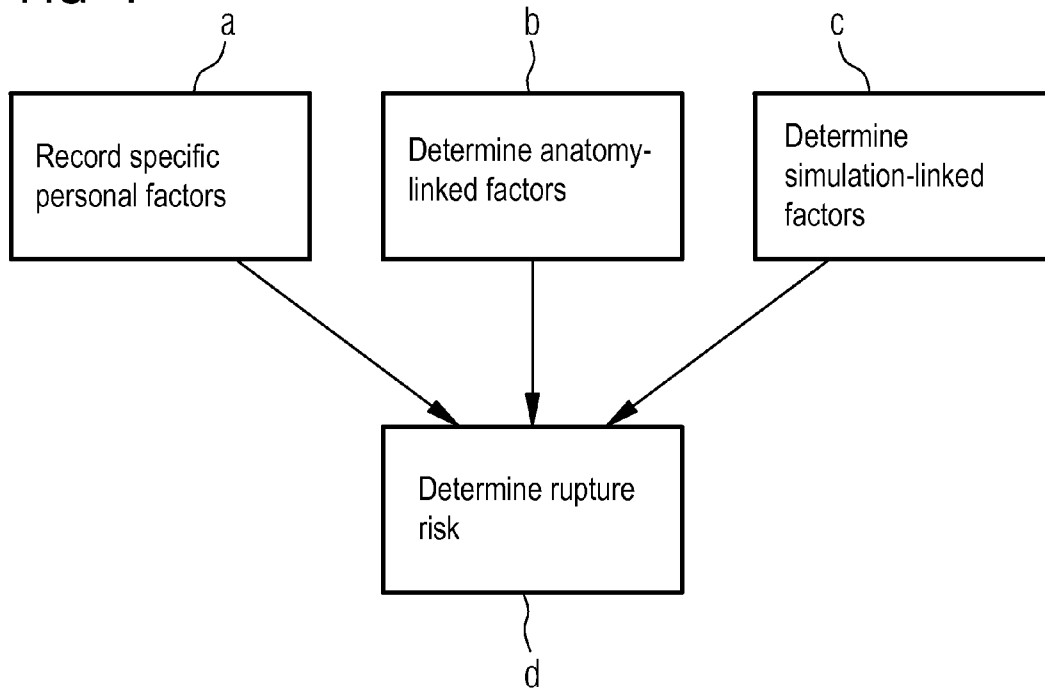 a
b
c
Record specific
personal factors
Determine anatomy-
linked factors
Determine
simulation-linked
factors
Determine rupture
risk
d